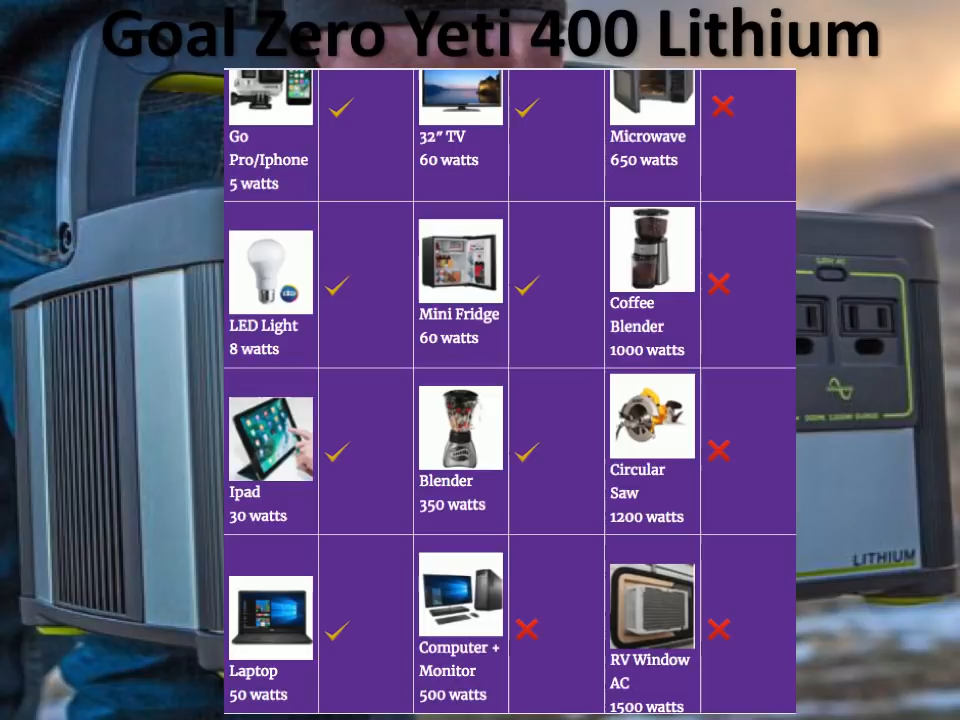 Goal Zero Yeti 400 Lithium
Go
Pro/Iphone
5 watts
32" TV
60 watts
Microwave
650 watts
LED Light
8 watts
Mini Fridge
60 watts
Coffee
Blender
1000 watts
Ipad
30 watts
Blender
350 watts
Circular
Saw
1200 watts
Laptop
50 watts
Computer +
Monitor
500 watts
RV Window
AC
1500 watts
LITHIUM